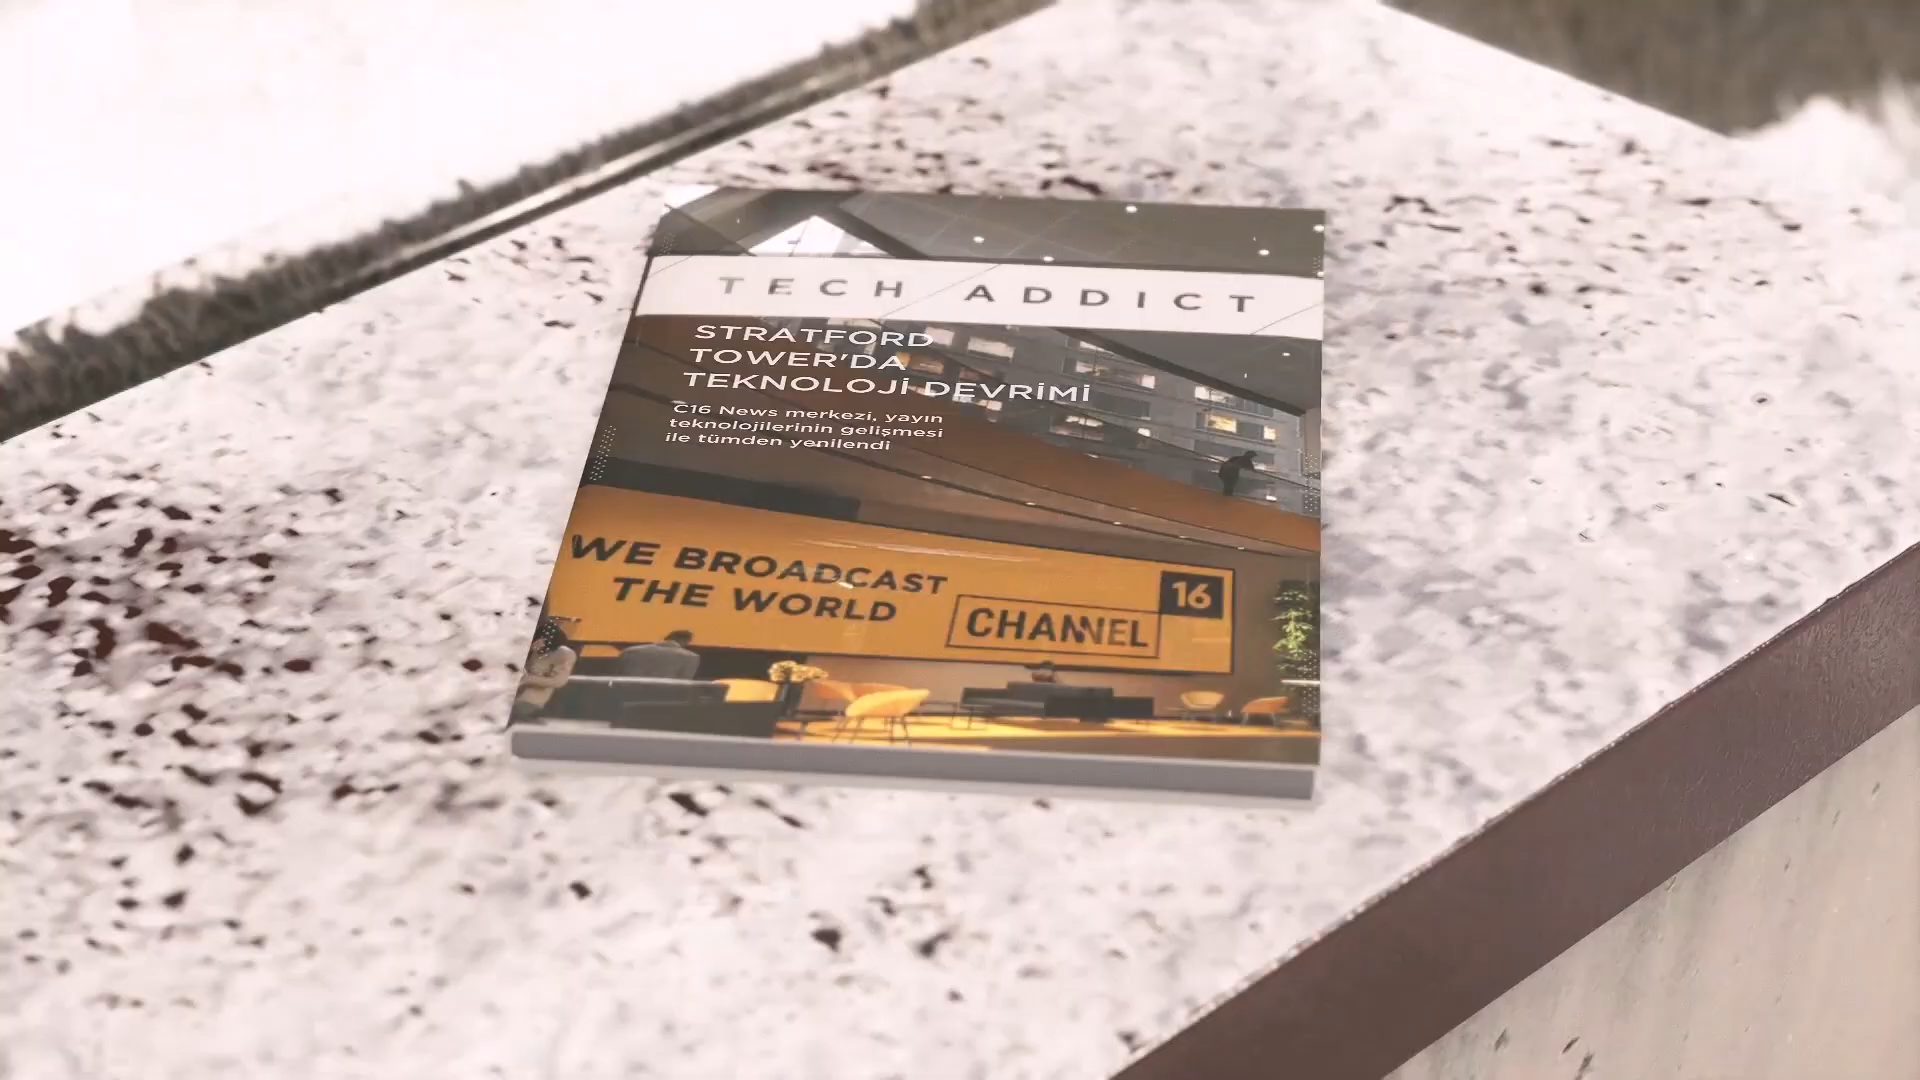 TECH ADDICT
STRATFORD
TOWER'DA
TEKNOLOJİ DEVRİMİ
C16 News merkezi, yayın
teknolojilerinin gelişmesi
ile tümden yenilendi
WE BROADCAST
THE WORLD
CHANNEL
16